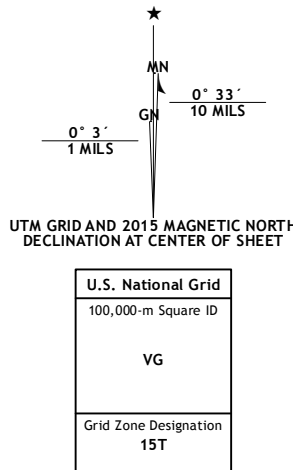 MN
0° 33´
10 MILS
GN
0° 3´
1 MILS
UTM GRID AND 2015 MAGNETIC NORTH
DECLINATION AT CENTER OF SHEET
U.S. National Grid
100,000-m Square ID
VG
Grid Zone Designation
15T